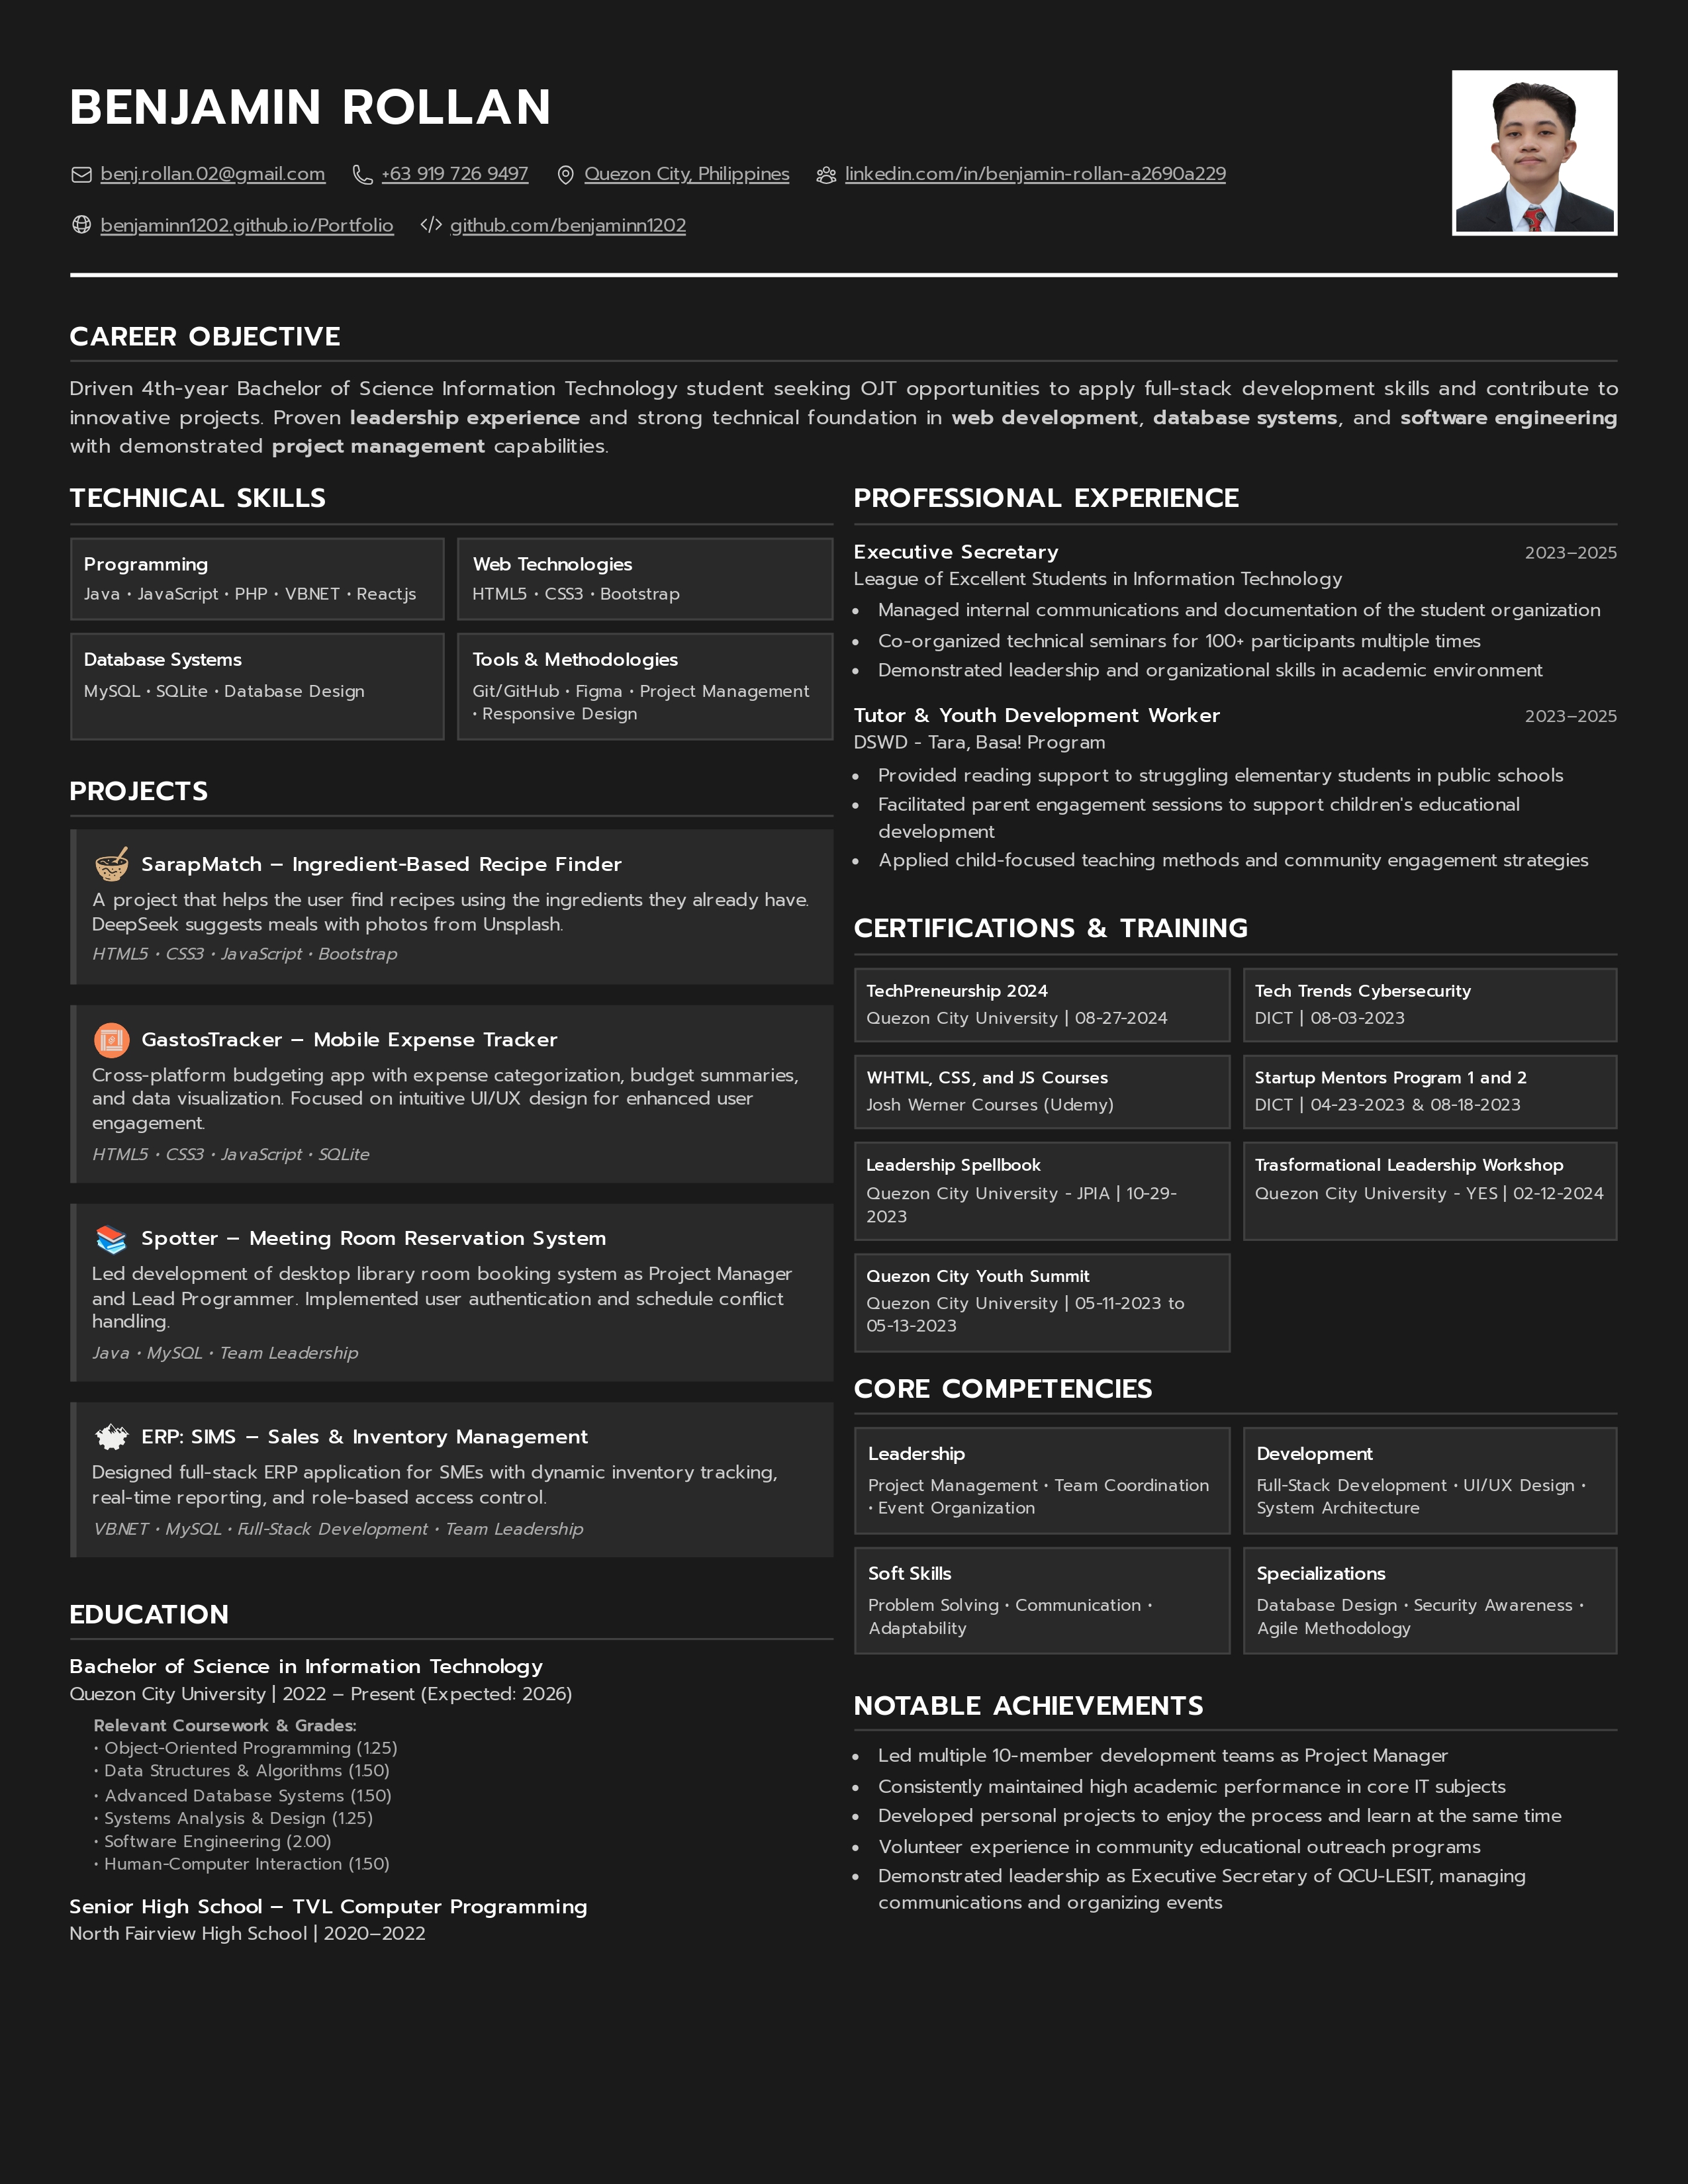 BENJAMIN ROLLAN
benj.rollan.02@gmail.com +63 919 726 9497 Quezon City, Philippines linkedin.com/in/benjamin-rollan-a2690a229
benjaminn1202.github.io/Portfolio github.com/benjaminn1202
CAREER OBJECTIVE
Driven 4th-year Bachelor of Science Information Technology student seeking OJT opportunities to apply full-stack development skills and contribute to
innovative projects. Proven leadership experience and strong technical foundation in web development, database systems, and software engineering
with demonstrated project management capabilities.
TECHNICAL SKILLS
Programming
Java • JavaScript • PHP • VB.NET • React.js
Web Technologies
HTML5 • CSS3 • Bootstrap
Database Systems
MySQL • SQLite • Database Design
Tools & Methodologies
Git/GitHub • Figma • Project Management
• Responsive Design
PROJECTS
SarapMatch – Ingredient-Based Recipe Finder
A project that helps the user find recipes using the ingredients they already have.
DeepSeek suggests meals with photos from Unsplash.
HTML5 • CSS3 • JavaScript • Bootstrap
GastosTracker – Mobile Expense Tracker
Cross-platform budgeting app with expense categorization, budget summaries,
and data visualization. Focused on intuitive UI/UX design for enhanced user
engagement.
HTML5 • CSS3 • JavaScript • SQLite
Spotter – Meeting Room Reservation System
Led development of desktop library room booking system as Project Manager
and Lead Programmer. Implemented user authentication and schedule conflict
handling.
Java • MySQL • Team Leadership
ERP: SIMS – Sales & Inventory Management
Designed full-stack ERP application for SMEs with dynamic inventory tracking,
real-time reporting, and role-based access control.
VB.NET • MySQL • Full-Stack Development • Team Leadership
EDUCATION
Bachelor of Science in Information Technology
Quezon City University | 2022 – Present (Expected: 2026)
Relevant Coursework & Grades:
• Object-Oriented Programming (1.25)
• Data Structures & Algorithms (1.50)
• Advanced Database Systems (1.50)
• Systems Analysis & Design (1.25)
• Software Engineering (2.00)
• Human-Computer Interaction (1.50)
Senior High School – TVL Computer Programming
North Fairview High School | 2020–2022
PROFESSIONAL EXPERIENCE
Executive Secretary 2023–2025
League of Excellent Students in Information Technology
• Managed internal communications and documentation of the student organization
• Co-organized technical seminars for 100+ participants multiple times
• Demonstrated leadership and organizational skills in academic environment
Tutor & Youth Development Worker 2023–2025
DSWD - Tara, Basa! Program
• Provided reading support to struggling elementary students in public schools
• Facilitated parent engagement sessions to support children's educational
development
• Applied child-focused teaching methods and community engagement strategies
CERTIFICATIONS & TRAINING
TechPreneurship 2024
Quezon City University | 08-27-2024
Tech Trends Cybersecurity
DICT | 08-03-2023
WHTML, CSS, and JS Courses
Josh Werner Courses (Udemy)
Startup Mentors Program 1 and 2
DICT | 04-23-2023 & 08-18-2023
Leadership Spellbook
Quezon City University - JPIA | 10-29-
2023
Trasformational Leadership Workshop
Quezon City University - YES | 02-12-2024
Quezon City Youth Summit
Quezon City University | 05-11-2023 to
05-13-2023
CORE COMPETENCIES
Leadership
Project Management • Team Coordination
• Event Organization
Development
Full-Stack Development • UI/UX Design •
System Architecture
Soft Skills
Problem Solving • Communication •
Adaptability
Specializations
Database Design • Security Awareness •
Agile Methodology
NOTABLE ACHIEVEMENTS
• Led multiple 10-member development teams as Project Manager
• Consistently maintained high academic performance in core IT subjects
• Developed personal projects to enjoy the process and learn at the same time
• Volunteer experience in community educational outreach programs
• Demonstrated leadership as Executive Secretary of QCU-LESIT, managing
communications and organizing events